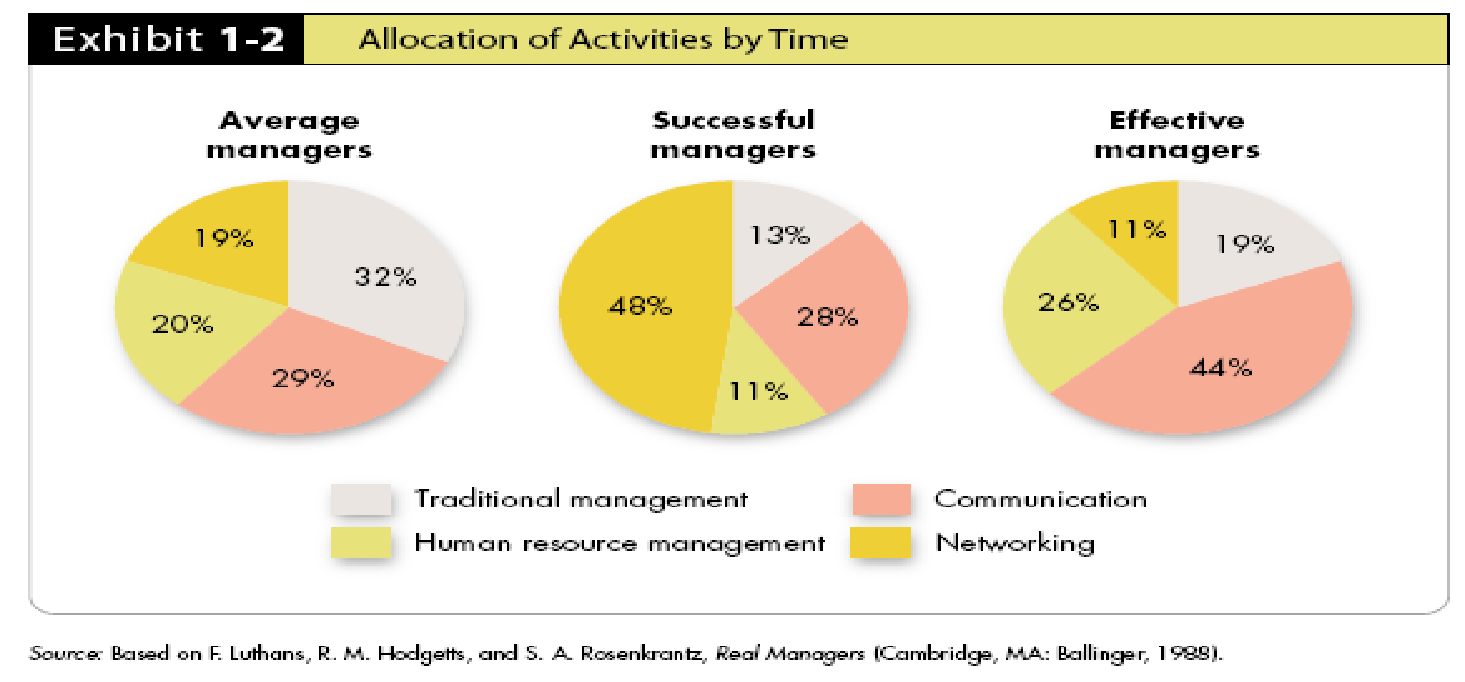 Exhibit 1-2 Allocation of Activities by Time
Average managers
Successful managers
Effective managers
19%
32%
20%
29%
13%
48%
28%
11%
11%
19%
26%
44%
Traditional management
Communication
Human resource management
Networking
Source: Based on F. Luthans, R. M. Hodgetts, and S. A. Rosenkrantz, Real Managers (Cambridge, MA: Ballinger, 1988).